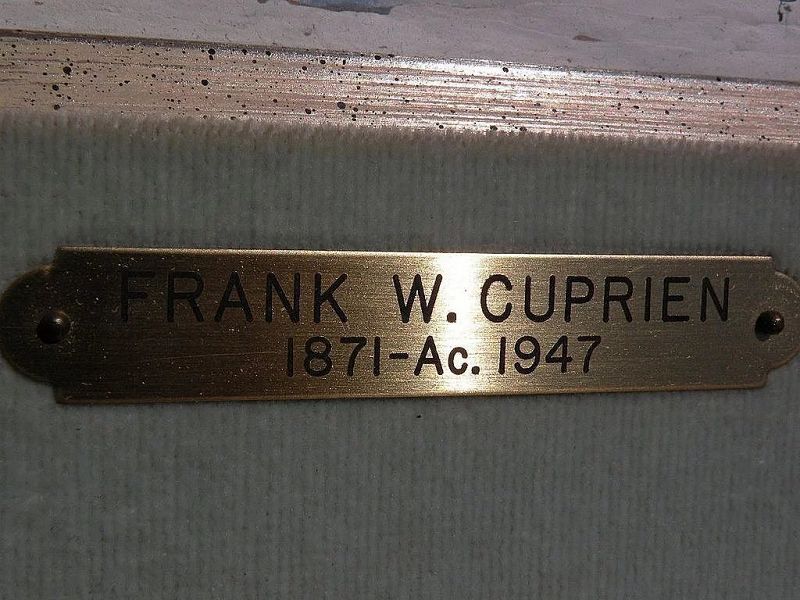 FRANK W. CUPRIEN
1871-Ac. 1947